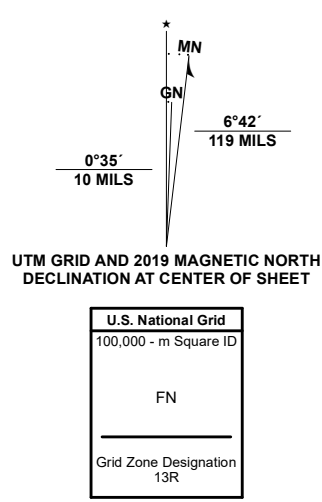 ★
MN
GN
6°42´
119 MILS
0°35´
10 MILS
UTM GRID AND 2019 MAGNETIC NORTH
DECLINATION AT CENTER OF SHEET
U.S. National Grid
100,000 - m Square ID
FN
Grid Zone Designation
13R